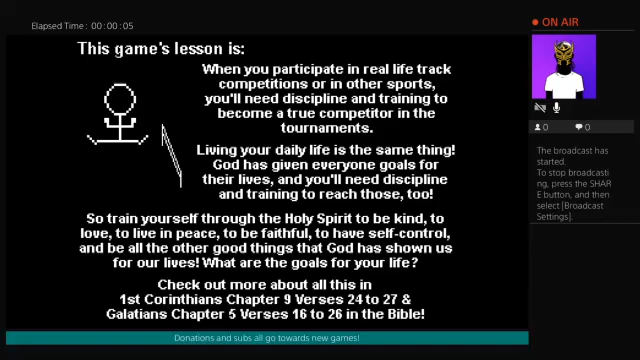 Elapsed Time : 00:00:05
ON AIR
This game's lesson is:
When you participate in real life track
competitions or in other sports,
you'll need discipline and training to
become a true competitor in the
tournaments.
Living your daily life is the same thing!
God has given everyone goals for
their lives, and you'll need discipline
and training to reach those, too!
So train yourself through the Holy Spirit to be kind, to
love, to live in peace, to be faithful, to have self-control,
and be all the other good things that God has shown us
for our lives! What are the goals for your life?
Check out more about all this in
1st Corinthians Chapter 9 Verses 24 to 27 &
Galatians Chapter 5 Verses 16 to 26 in the Bible!
0 0
The broadcast has
started.
To stop broadcasti
ng, press the SHAR
E button, and then
select [Broadcast
Settings].
Donations and subs all go towards new games!